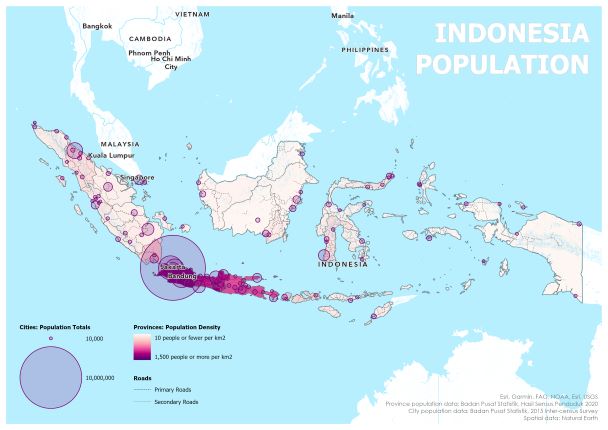 VIETNAM
Manila
Bangkok
INDONESIA
CAMBODIA
Phnom Penh
PHILIPPINES
Ho Chi Minh
City
POPULATION
MALAYSIA
Kuala Lumpur
Singapore
INDONESIA
Jakarta
Bandung
Cities: Population Totals
10,000
10,000,000
Provinces: Population Density
10 people or fewer per km2
1,500 people or more per km2
Roads
Primary Roads
Secondary Roads
Esri, Garmin, FAO, NOAA, Esri, USGS
Province population data: Badan Pusat Statistik, Hasil Sensus Penduduk 2020
City population data: Badan Pusat Statistik, 2015 Inter-census Survey
Spatial data: Natural Earth